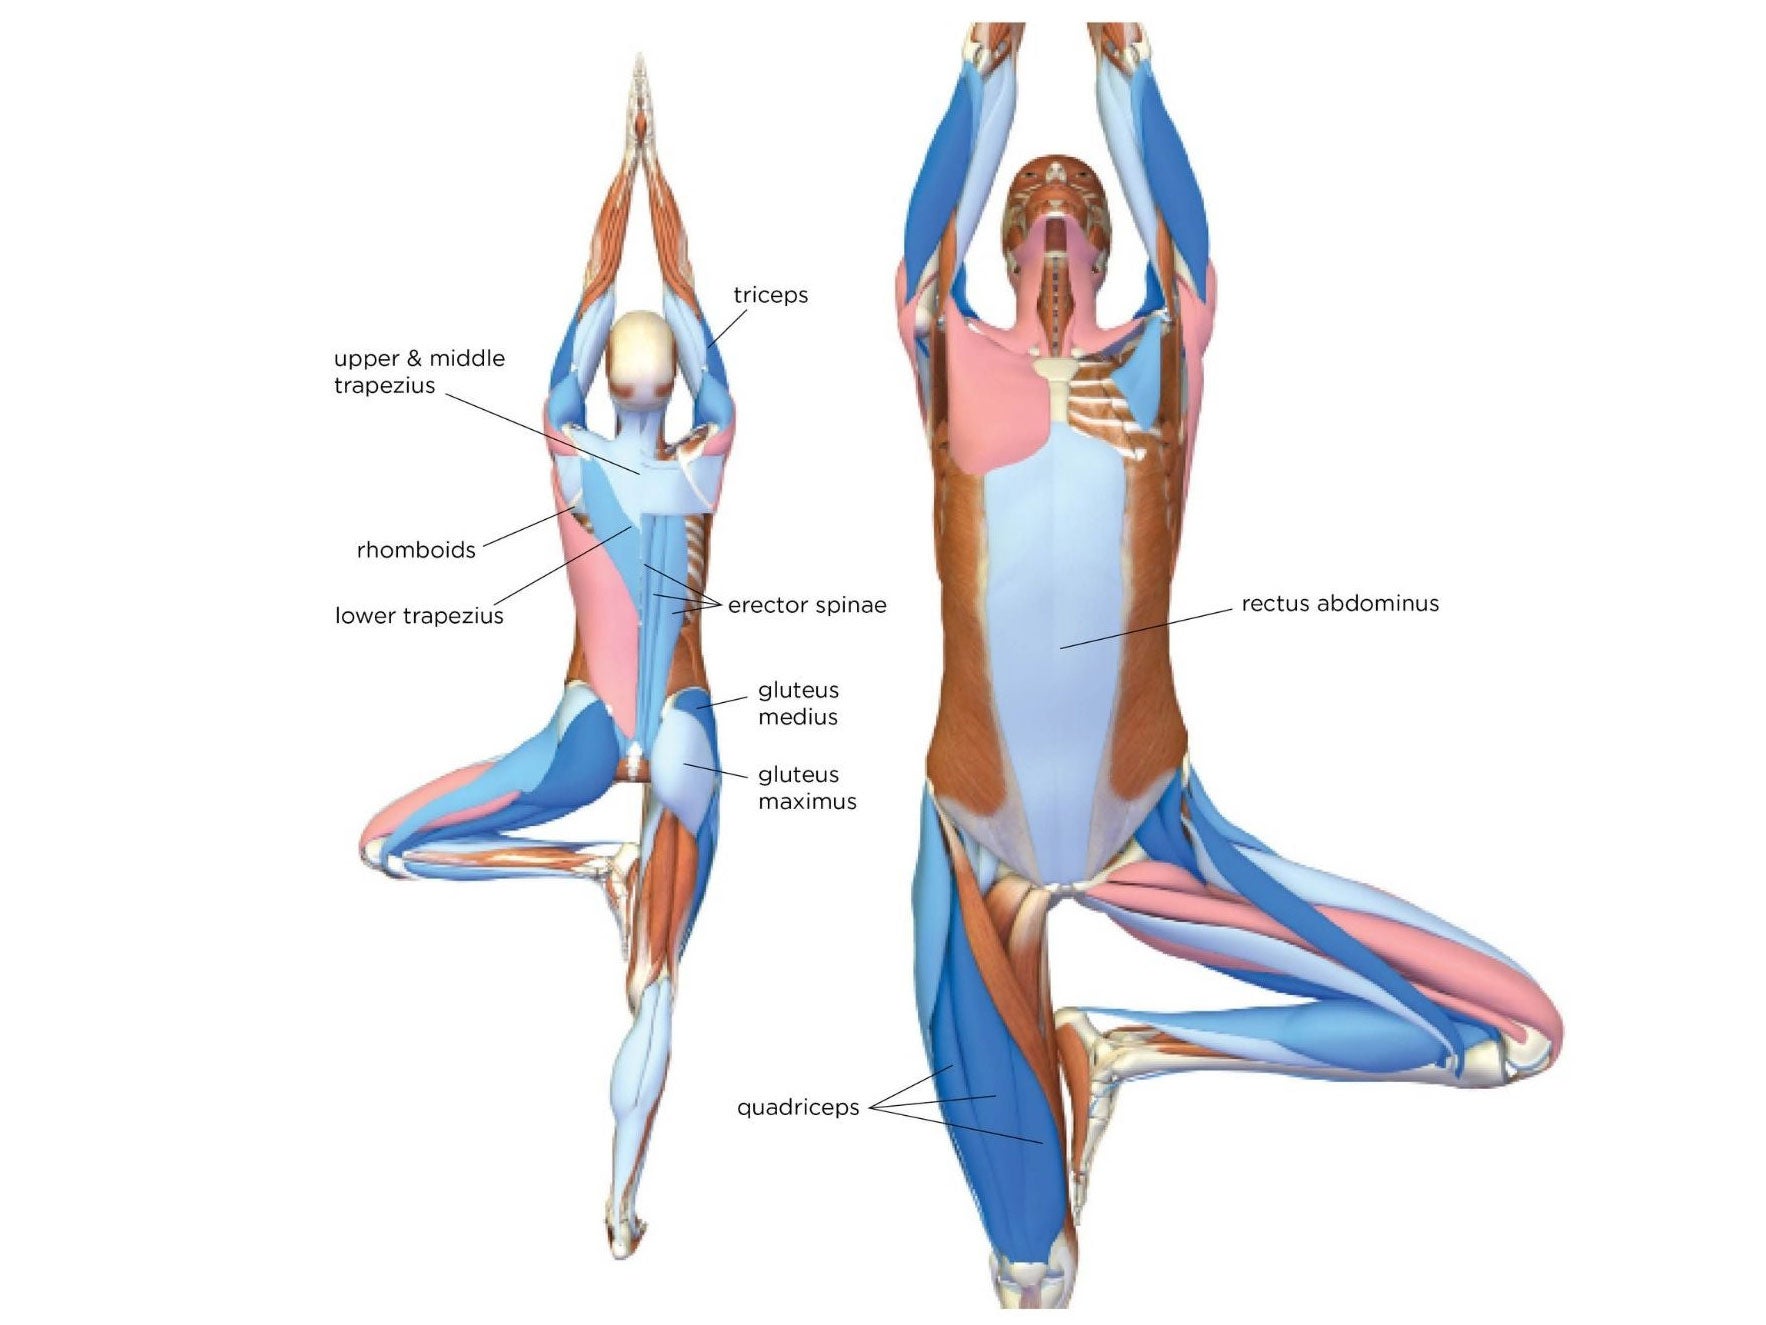 triceps
upper & middle
trapezius
rhomboids
lower trapezius
erector spinae
gluteus
medius
gluteus
maximus
rectus abdominus
quadriceps